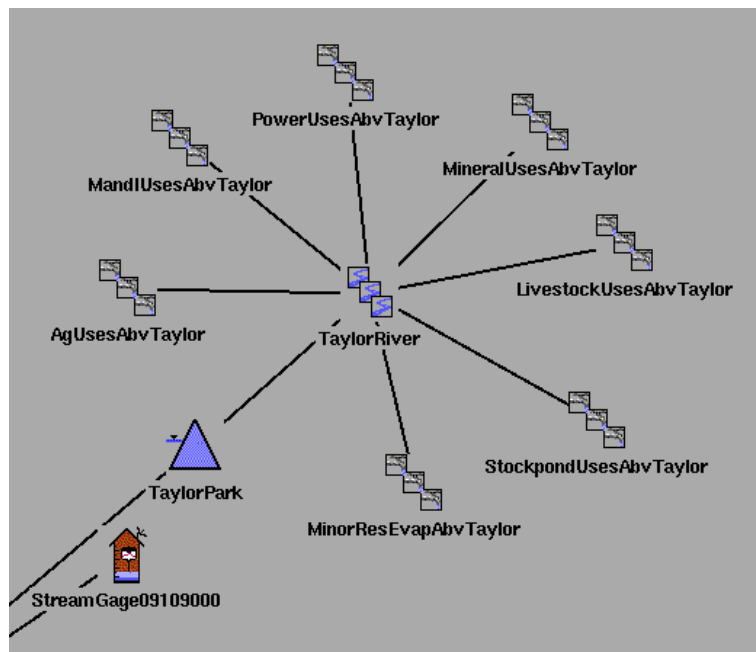 PowerUsesAbvTaylor
MineralUsesAbvTaylor
MandIUsesAbvTaylor
LivestockUsesAbvTaylor
AgUsesAbvTaylor
TaylorRiver
StockpondUsesAbvTaylor
TaylorPark
MinorResEvapAbvTaylor
StreamGage09109000